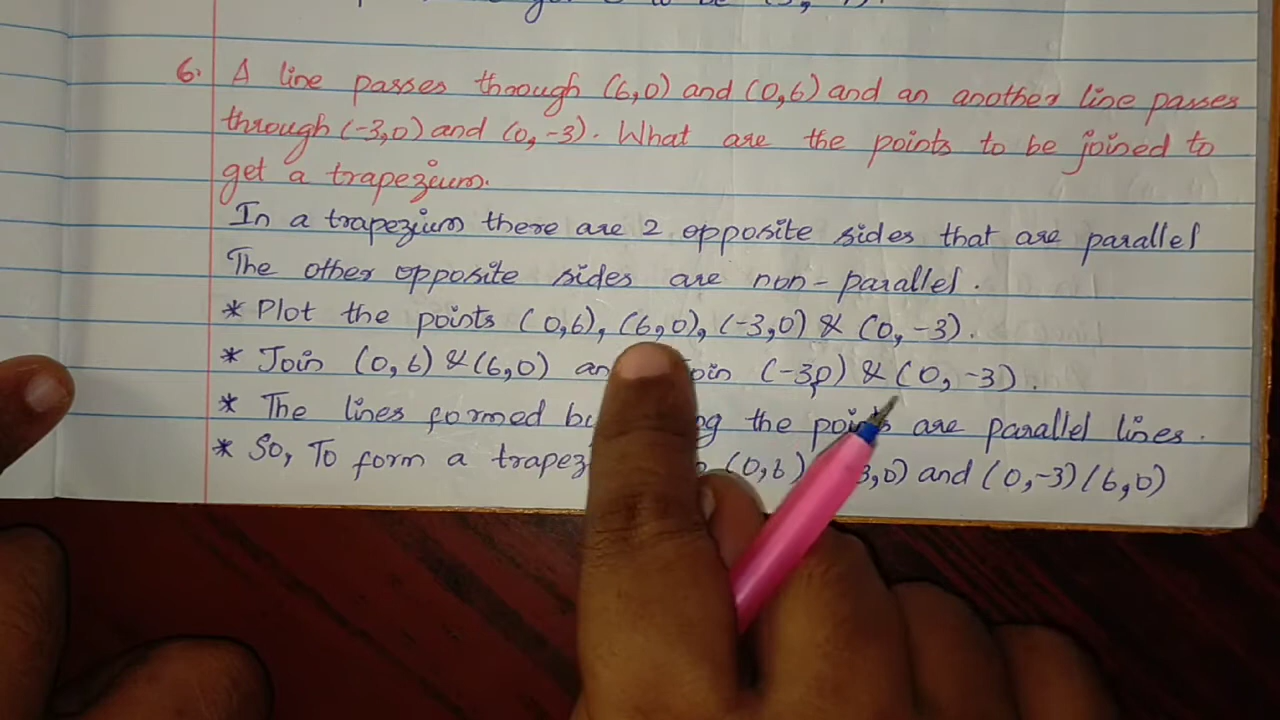 6. A line passes through (6,0) and (0,6) and an another line passes
through (-3,0) and (0,-3). What are the points to be joined to
get a trapezium.
In a trapezium there are 2 opposite sides that are parallel
The other opposite sides are non-parallel.
* Plot the points (0,6), (6,0), (-3,0) & (0,-3).
* Join (0,6) & (6,0) an oin (-3,0) & (0,-3).
* The lines formed b g the points are parallel lines.
* So, To form a trapez (0,6) 3,0) and (0,-3) (6,0)